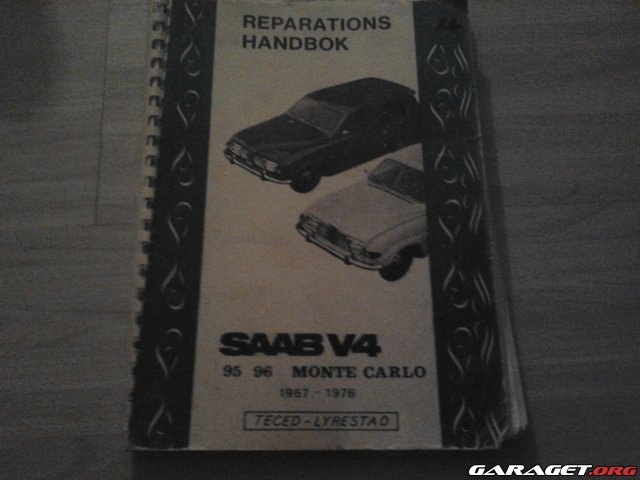 REPARATIONS
HANDBOK
SAAB V4
95 96 MONTE CARLO
1967 - 1976
TECED - LYRESTAD
GARAGET.ORG